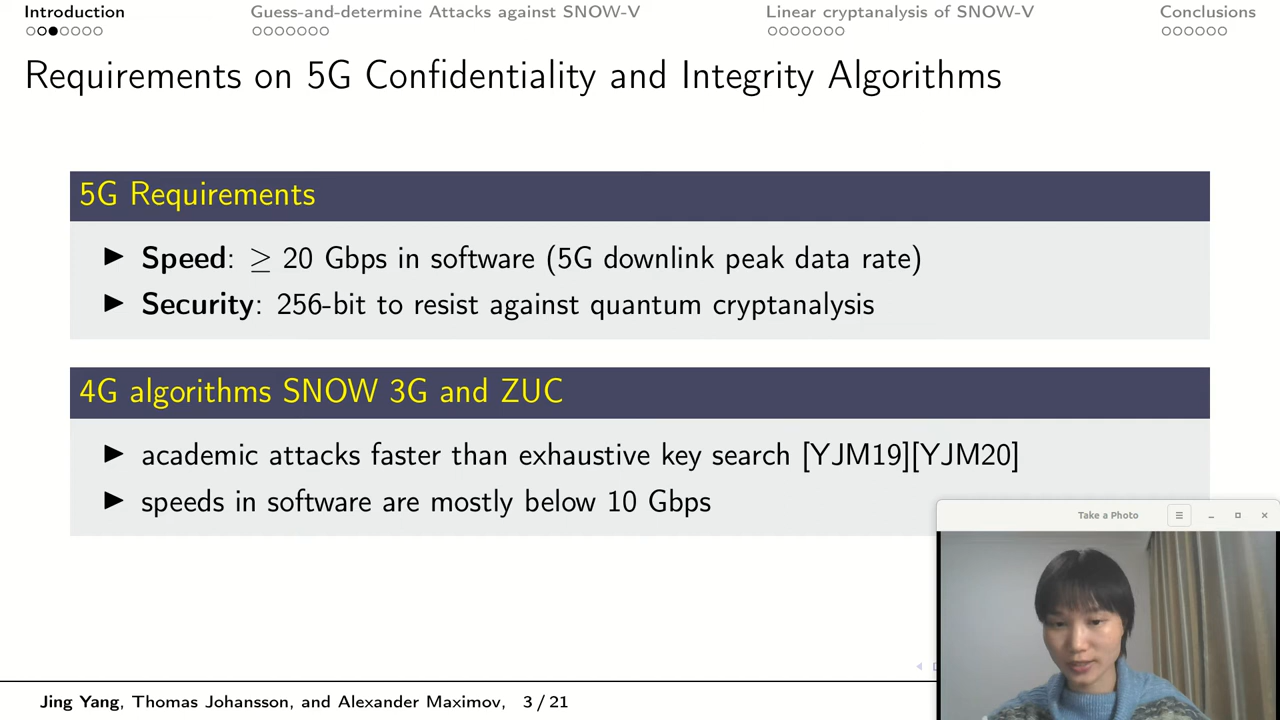 Introduction Guess-and-determine Attacks against SNOW-V Linear cryptanalysis of SNOW-V Conclusions
Requirements on 5G Confidentiality and Integrity Algorithms
5G Requirements
▶ Speed: ≥ 20 Gbps in software (5G downlink peak data rate)
▶ Security: 256-bit to resist against quantum cryptanalysis
4G algorithms SNOW 3G and ZUC
▶ academic attacks faster than exhaustive key search [YJM19][YJM20]
▶ speeds in software are mostly below 10 Gbps
Take a Photo
Jing Yang, Thomas Johansson, and Alexander Maximov, 3 / 21